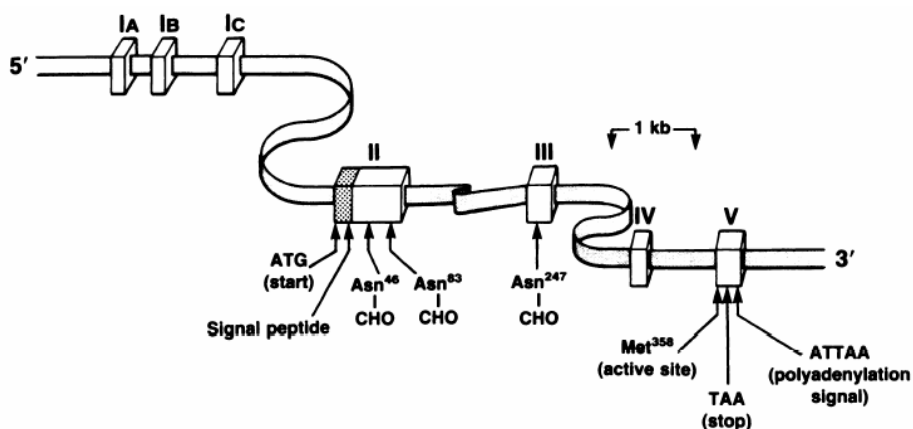 IA IB IC
5'
1 kb
II
III
IV V
3'
ATG
(start)
Signal peptide
Asn46
CHO
Asn83
CHO
Asn247
CHO
Met358
(active site)
TAA
(stop)
ATTAA
(polyadenylation
signal)